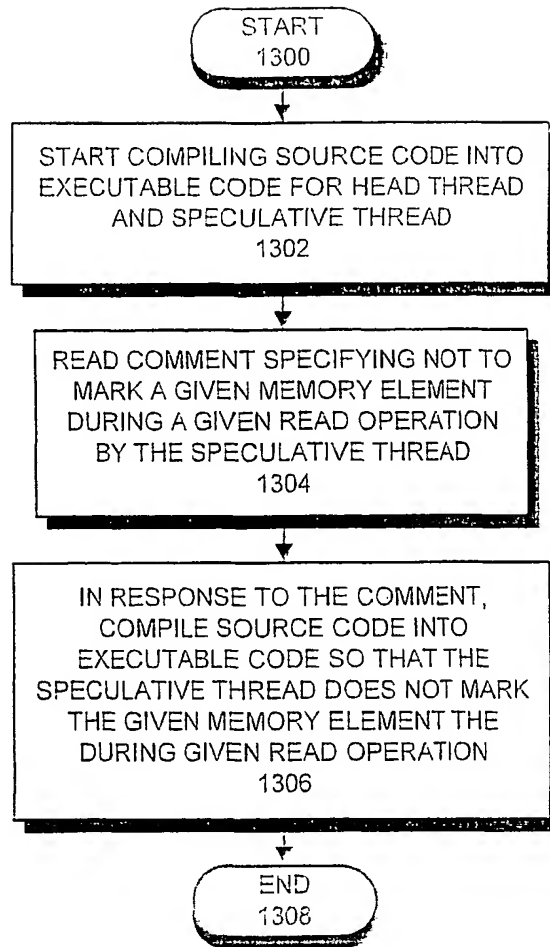 START
1300
START COMPILING SOURCE CODE INTO
EXECUTABLE CODE FOR HEAD THREAD
AND SPECULATIVE THREAD
1302
READ COMMENT SPECIFYING NOT TO
MARK A GIVEN MEMORY ELEMENT
DURING A GIVEN READ OPERATION
BY THE SPECULATIVE THREAD
1304
IN RESPONSE TO THE COMMENT,
COMPILE SOURCE CODE INTO
EXECUTABLE CODE SO THAT THE
SPECULATIVE THREAD DOES NOT MARK
THE GIVEN MEMORY ELEMENT THE
DURING GIVEN READ OPERATION
1306
END
1308